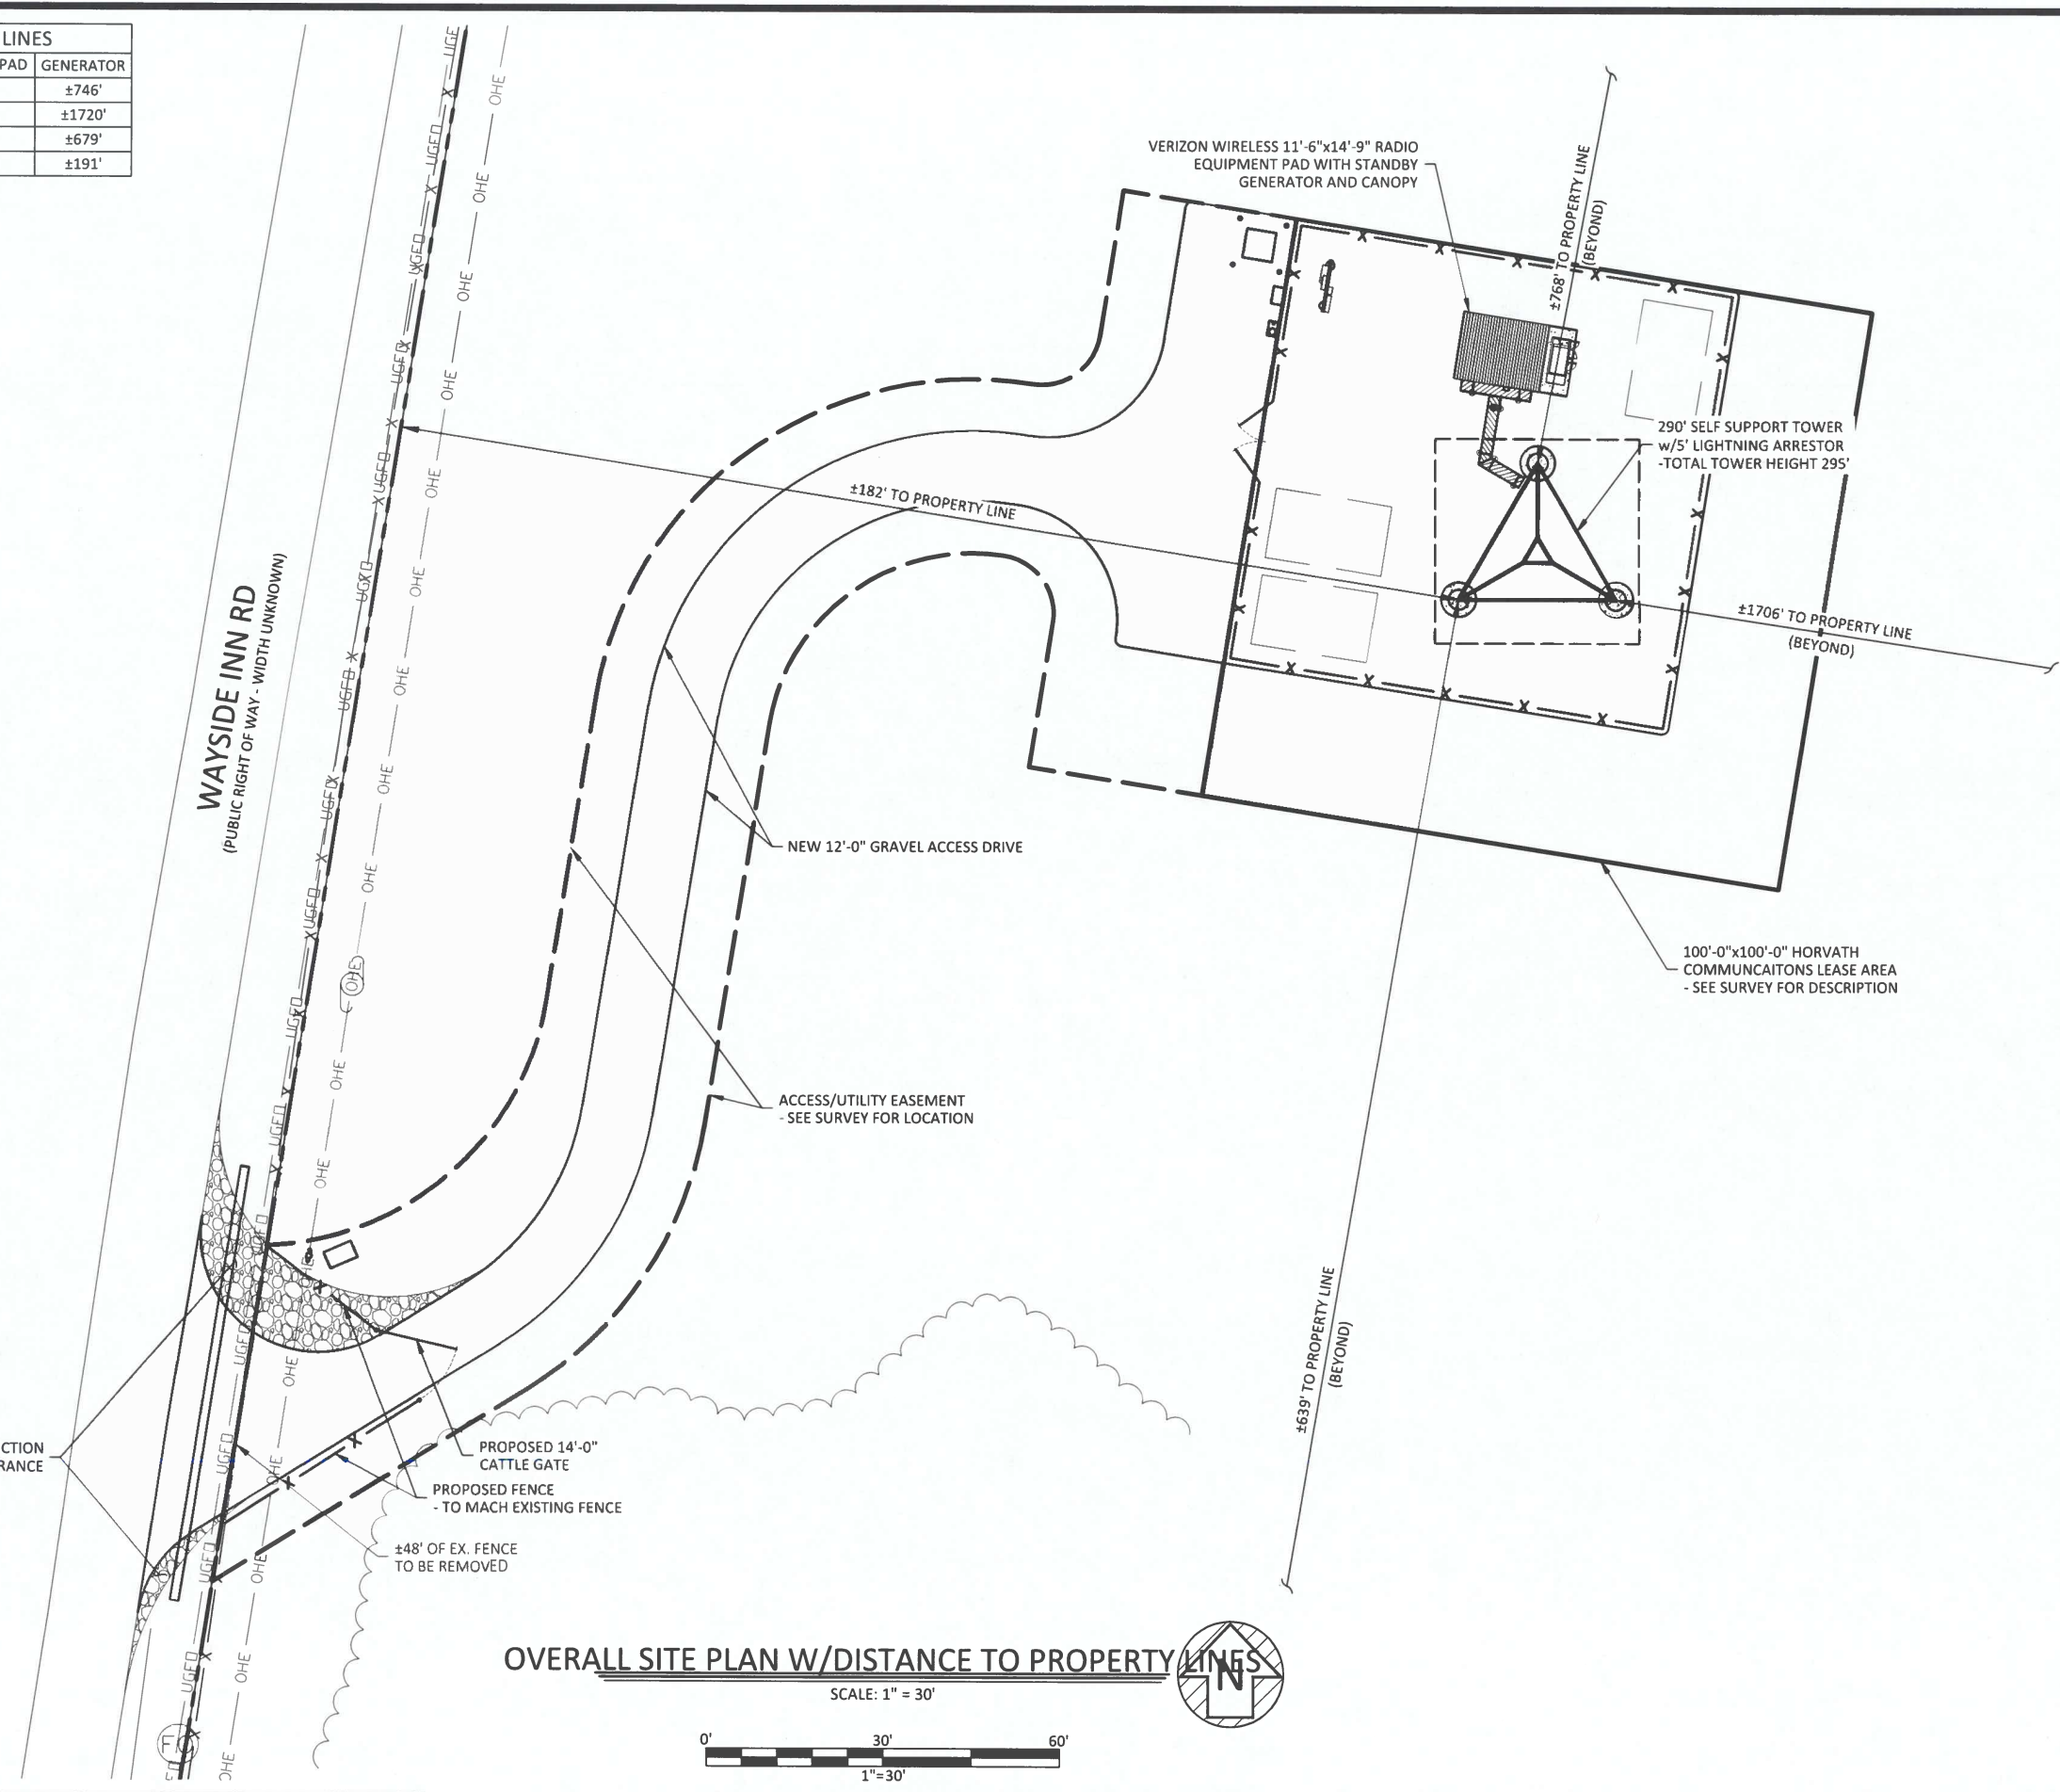 LINES
PAD GENERATOR
±746'
±1720'
±679'
±191'
VERIZON WIRELESS 11'-6"x14'-9" RADIO
EQUIPMENT PAD WITH STANDBY
GENERATOR AND CANOPY
±768' TO PROPERTY LINE
(BEYOND)
290' SELF SUPPORT TOWER
w/5' LIGHTNING ARRESTOR
-TOTAL TOWER HEIGHT 295'
±182' TO PROPERTY LINE
±1706' TO PROPERTY LINE
(BEYOND)
WAYSIDE INN RD
(PUBLIC RIGHT OF WAY - WIDTH UNKNOWN)
NEW 12'-0" GRAVEL ACCESS DRIVE
100'-0"x100'-0" HORVATH
COMMUNCAITONS LEASE AREA
- SEE SURVEY FOR DESCRIPTION
ACCESS/UTILITY EASEMENT
- SEE SURVEY FOR LOCATION
±639' TO PROPERTY LINE
(BEYOND)
CTION
RANCE
PROPOSED 14'-0"
CATTLE GATE
PROPOSED FENCE
- TO MACH EXISTING FENCE
±48' OF EX. FENCE
TO BE REMOVED
OVERALL SITE PLAN W/DISTANCE TO PROPERTY LINES
N
SCALE: 1" = 30'
0' 30' 60'
1"=30'